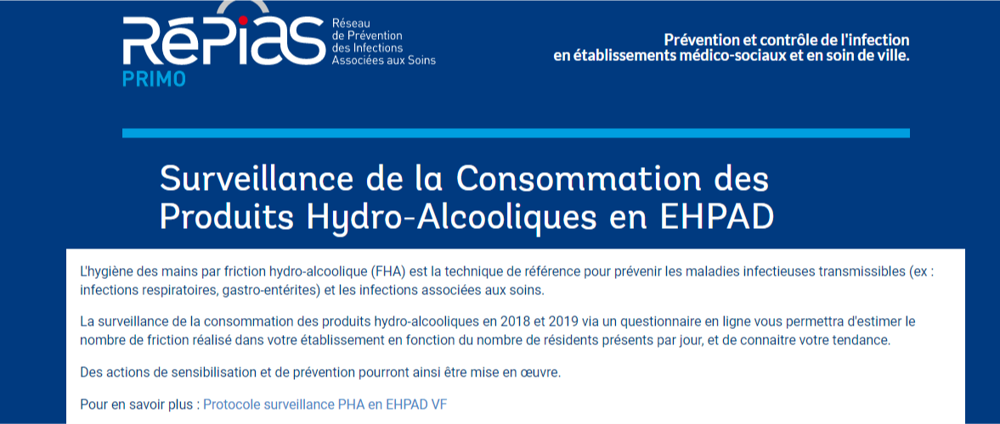 RéPiaS
Réseau
de Prévention
des Infections
Associées aux Soins
PRIMO
Prévention et contrôle de l'infection
en établissements médico-sociaux et en soin de ville.
Surveillance de la Consommation des
Produits Hydro-Alcooliques en EHPAD
L'hygiène des mains par friction hydro-alcoolique (FHA) est la technique de référence pour prévenir les maladies infectieuses transmissibles (ex :
infections respiratoires, gastro-entérites) et les infections associées aux soins.
La surveillance de la consommation des produits hydro-alcooliques en 2018 et 2019 via un questionnaire en ligne vous permettra d'estimer le
nombre de friction réalisé dans votre établissement en fonction du nombre de résidents présents par jour, et de connaitre votre tendance.
Des actions de sensibilisation et de prévention pourront ainsi être mise en œuvre.
Pour en savoir plus : Protocole surveillance PHA en EHPAD VF